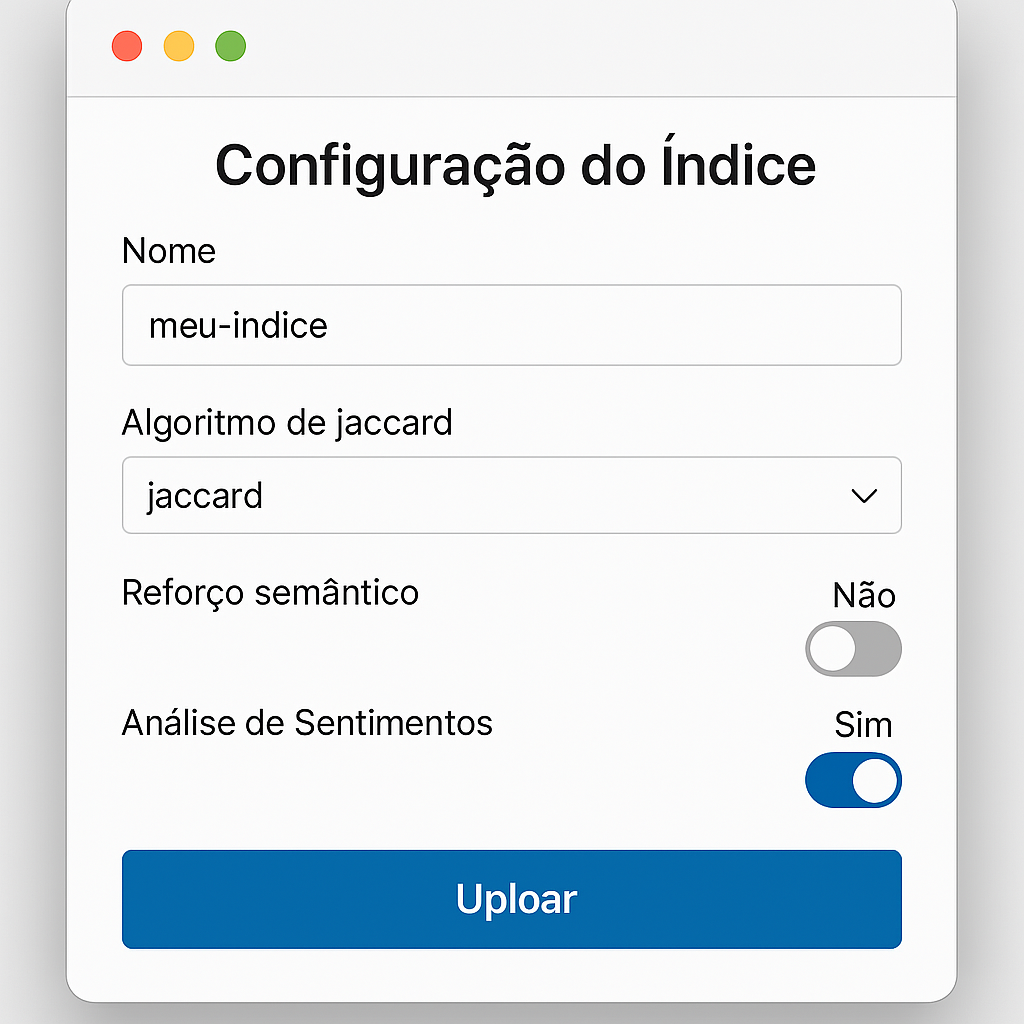 Configuração do Índice
Nome
meu-indice
Algoritmo de jaccard
jaccard
Reforço semântico
Não
Análise de Sentimentos
Sim
Uploar